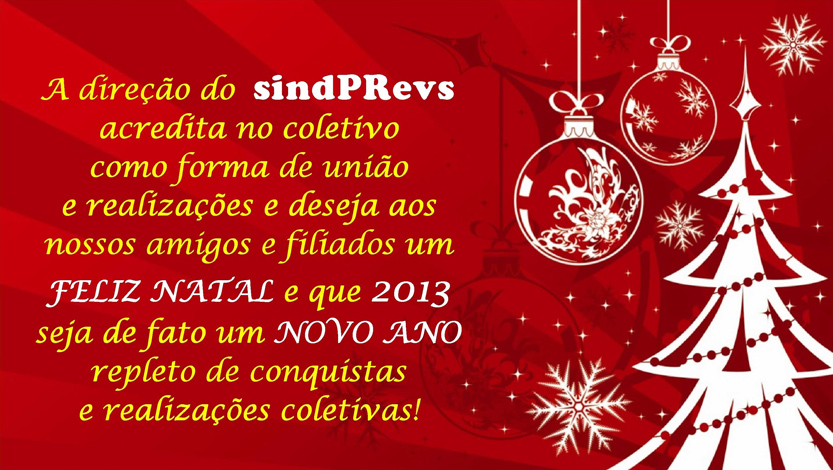 A direção do sindPRevs
acredita no coletivo
como forma de união
e realizações e deseja aos
nossos amigos e filiados um
FELIZ NATAL e que 2013
seja de fato um NOVO ANO
repleto de conquistas
e realizações coletivas!